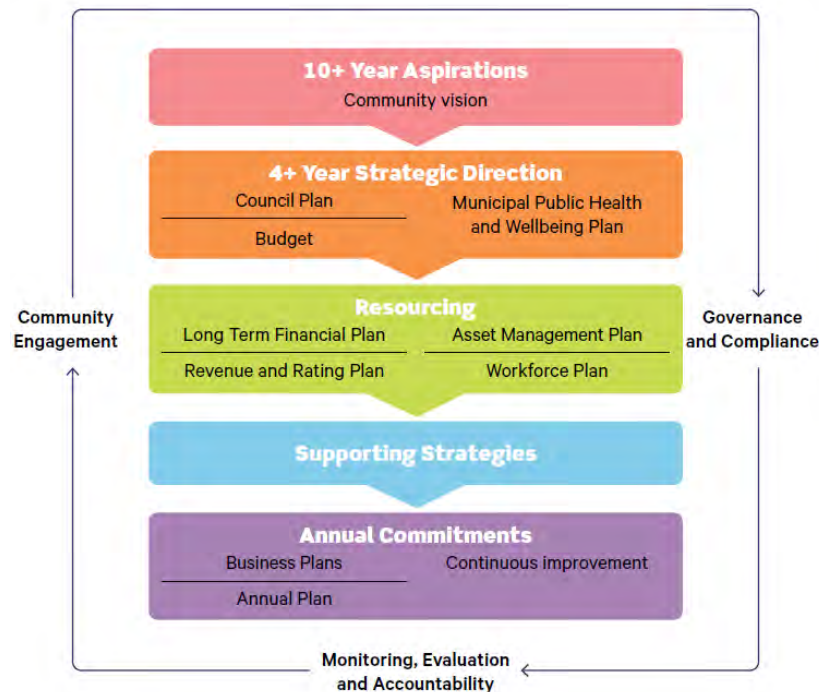 10+ Year Aspirations
Community vision
4+ Year Strategic Direction
Council Plan
Budget
Municipal Public Health
and Wellbeing Plan
Resourcing
Long Term Financial Plan
Asset Management Plan
Revenue and Rating Plan
Workforce Plan
Community
Engagement
Governance
and Compliance
Supporting Strategies
Annual Commitments
Business Plans
Continuous improvement
Annual Plan
Monitoring, Evaluation
and Accountability